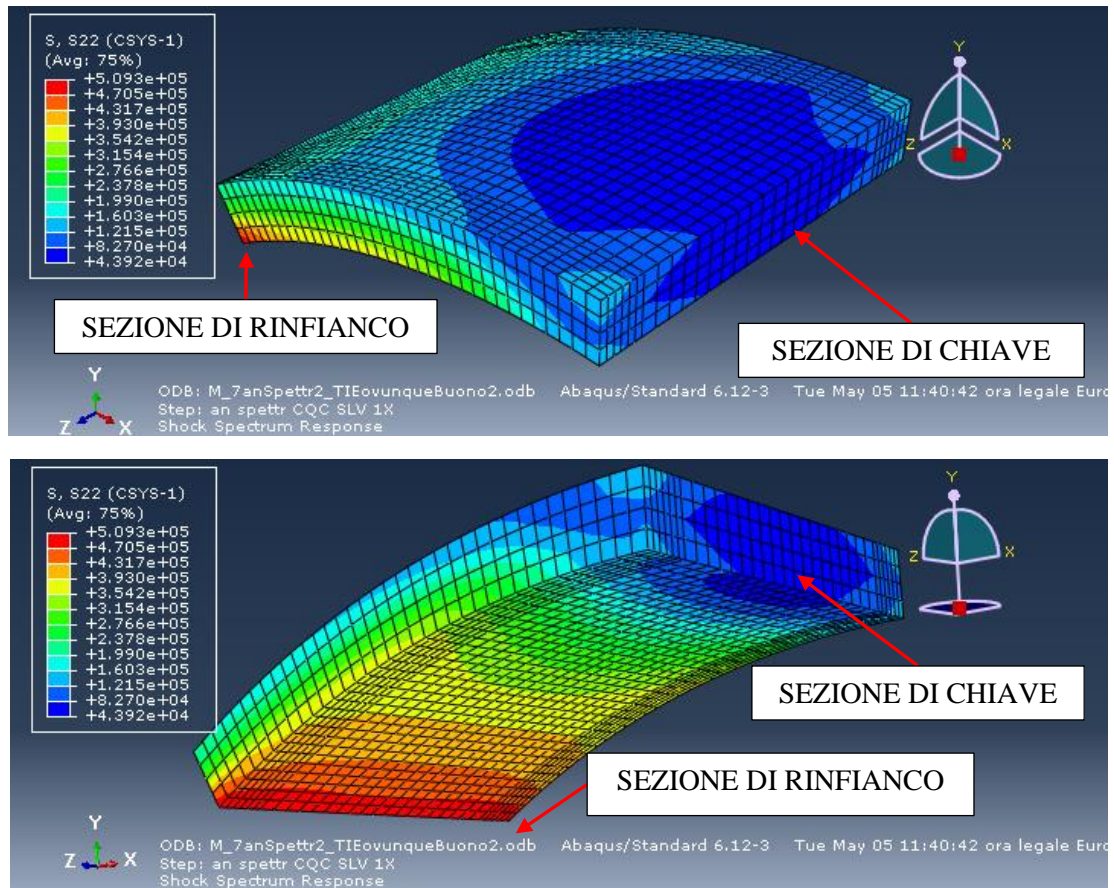 S, S22 (CSYS-1)
(Avg: 75%)
+5.093e+05
+4.705e+05
+4.317e+05
+3.930e+05
+3.542e+05
+3.154e+05
+2.766e+05
+2.378e+05
+1.990e+05
+1.603e+05
+1.215e+05
+8.270e+04
+4.392e+04
Y
Z
X
SEZIONE DI RINFIANCO
SEZIONE DI CHIAVE
Y
Z X
ODB: M_7anSpettr2_TIEovunqueBuono2.odb Abaqus/Standard 6.12-3 Tue May 05 11:40:42 ora legale Euro
Step: an spettr CQC SLV 1X
Shock Spectrum Response
S, S22 (CSYS-1)
(Avg: 75%)
+5.093e+05
+4.705e+05
+4.317e+05
+3.930e+05
+3.542e+05
+3.154e+05
+2.766e+05
+2.378e+05
+1.990e+05
+1.603e+05
+1.215e+05
+8.270e+04
+4.392e+04
Y
Z X
SEZIONE DI CHIAVE
SEZIONE DI RINFIANCO
Y
Z X
ODB: M_7anSpettr2_TIEovunqueBuono2.odb Abaqus/Standard 6.12-3 Tue May 05 11:40:42 ora legale Euro
Step: an spettr CQC SLV 1X
Shock Spectrum Response